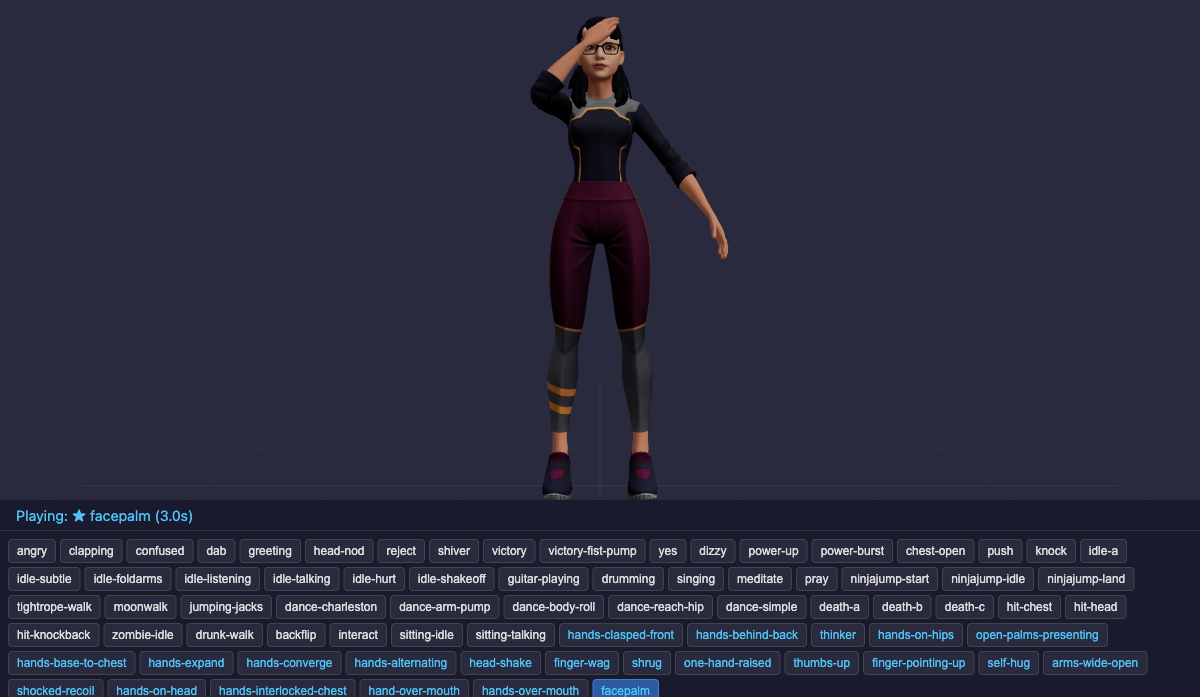 Playing: ★ facepalm (3.0s)
angry clapping confused dab greeting head-nod reject shiver victory victory-fist-pump yes dizzy power-up power-burst chest-open push knock idle-a
idle-subtle idle-foldarms idle-listening idle-talking idle-hurt idle-shakeoff guitar-playing drumming singing meditate pray ninjajump-start ninjajump-idle ninjajump-land
tightrope-walk moonwalk jumping-jacks dance-charleston dance-arm-pump dance-body-roll dance-reach-hip dance-simple death-a death-b death-c hit-chest hit-head
hit-knockback zombie-idle drunk-walk backflip interact sitting-idle sitting-talking hands-clasped-front hands-behind-back thinker hands-on-hips open-palms-presenting
hands-base-to-chest hands-expand hands-converge hands-alternating head-shake finger-wag shrug one-hand-raised thumbs-up finger-pointing-up self-hug arms-wide-open
shocked-recoil hands-on-head hands-interlocked-chest hand-over-mouth hands-over-mouth facepalm